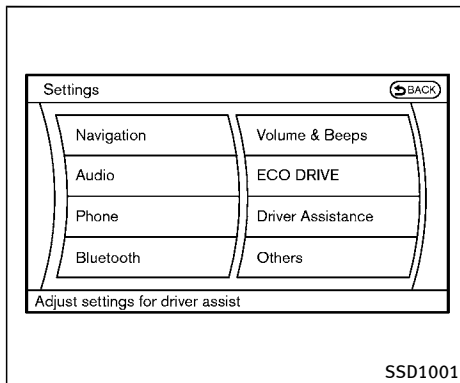 Settings
BACK
Navigation
Volume & Beeps
Audio
ECO DRIVE
Phone
Driver Assistance
Bluetooth
Others
Adjust settings for driver assist
SSD1001